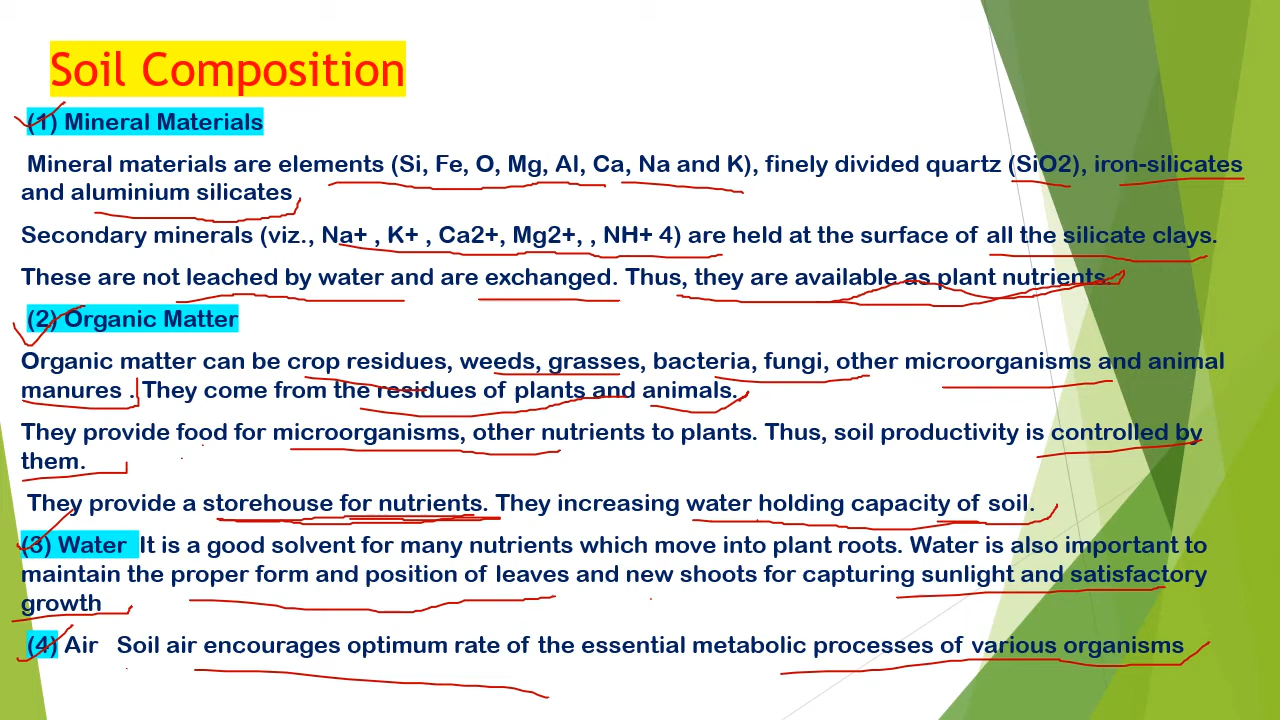 Soil Composition
(1) Mineral Materials
Mineral materials are elements (Si, Fe, O, Mg, Al, Ca, Na and K), finely divided quartz (SiO2), iron-silicates
and aluminium silicates
Secondary minerals (viz., Na+ , K+ , Ca2+, Mg2+, , NH+ 4) are held at the surface of all the silicate clays.
These are not leached by water and are exchanged. Thus, they are available as plant nutrients.
(2) Organic Matter
Organic matter can be crop residues, weeds, grasses, bacteria, fungi, other microorganisms and animal
manures . They come from the residues of plants and animals.
They provide food for microorganisms, other nutrients to plants. Thus, soil productivity is controlled by
them.
They provide a storehouse for nutrients. They increasing water holding capacity of soil.
(3) Water It is a good solvent for many nutrients which move into plant roots. Water is also important to
maintain the proper form and position of leaves and new shoots for capturing sunlight and satisfactory
growth
(4) Air Soil air encourages optimum rate of the essential metabolic processes of various organisms